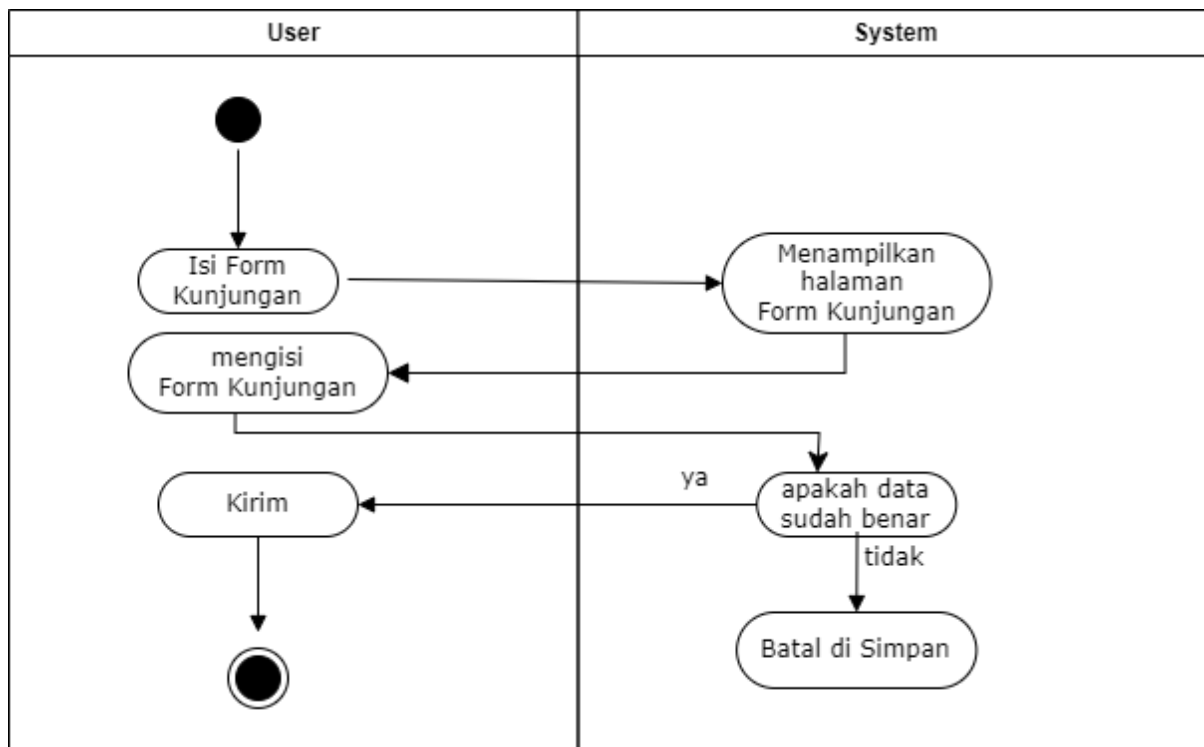 User
System
Isi Form
Kunjungan
Menampilkan
halaman
Form Kunjungan
mengisi
Form Kunjungan
ya
Kirim
apakah data
sudah benar
tidak
Batal di Simpan